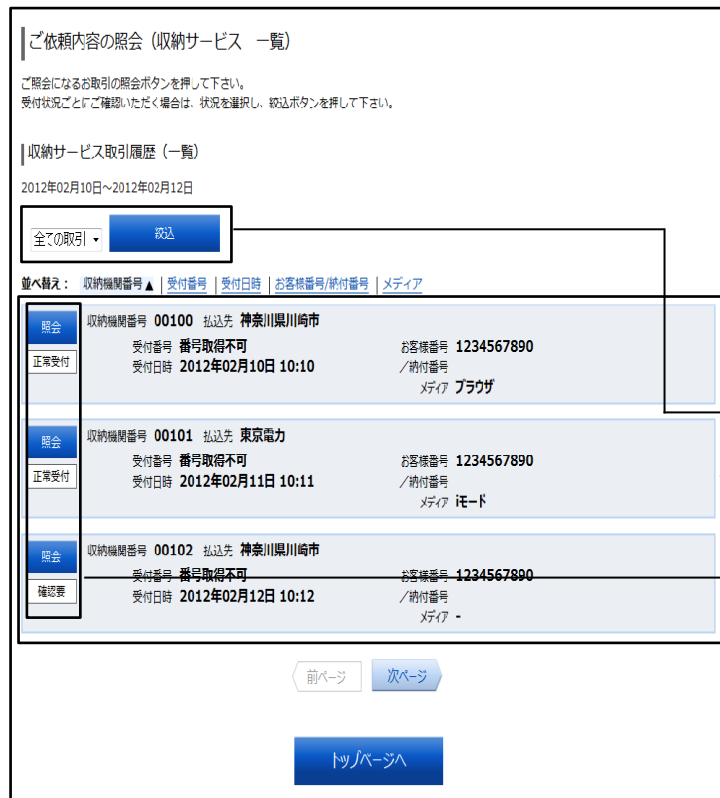 ご依頼内容の照会（収納サービス　一覧）
ご照会になるお取引の照会ボタンを押して下さい。
受付状況ごとにご確認いただく場合は、状況を選択し、絞込ボタンを押して下さい。
収納サービス取引履歴（一覧）
2012年02月10日～2012年02月12日
全ての取引 絞込
並べ替え： 収納機関番号▲ | 受付番号 | 受付日時 | お客様番号/納付番号 | メディア
照会 収納機関番号 00100 払込先 神奈川県川崎市
正常受付 受付番号 番号取得不可 お客様番号 1234567890
受付日時 2012年02月10日 10:10 ／納付番号
メディア ブラウザ
照会 収納機関番号 00101 払込先 東京電力
正常受付 受付番号 番号取得不可 お客様番号 1234567890
受付日時 2012年02月11日 10:11 ／納付番号
メディア iモード
照会 収納機関番号 00102 払込先 神奈川県川崎市
確認要 受付番号 番号取得不可 お客様番号 1234567890
受付日時 2012年02月12日 10:12 ／納付番号
メディア -
前ページ 次ページ
トップページへ